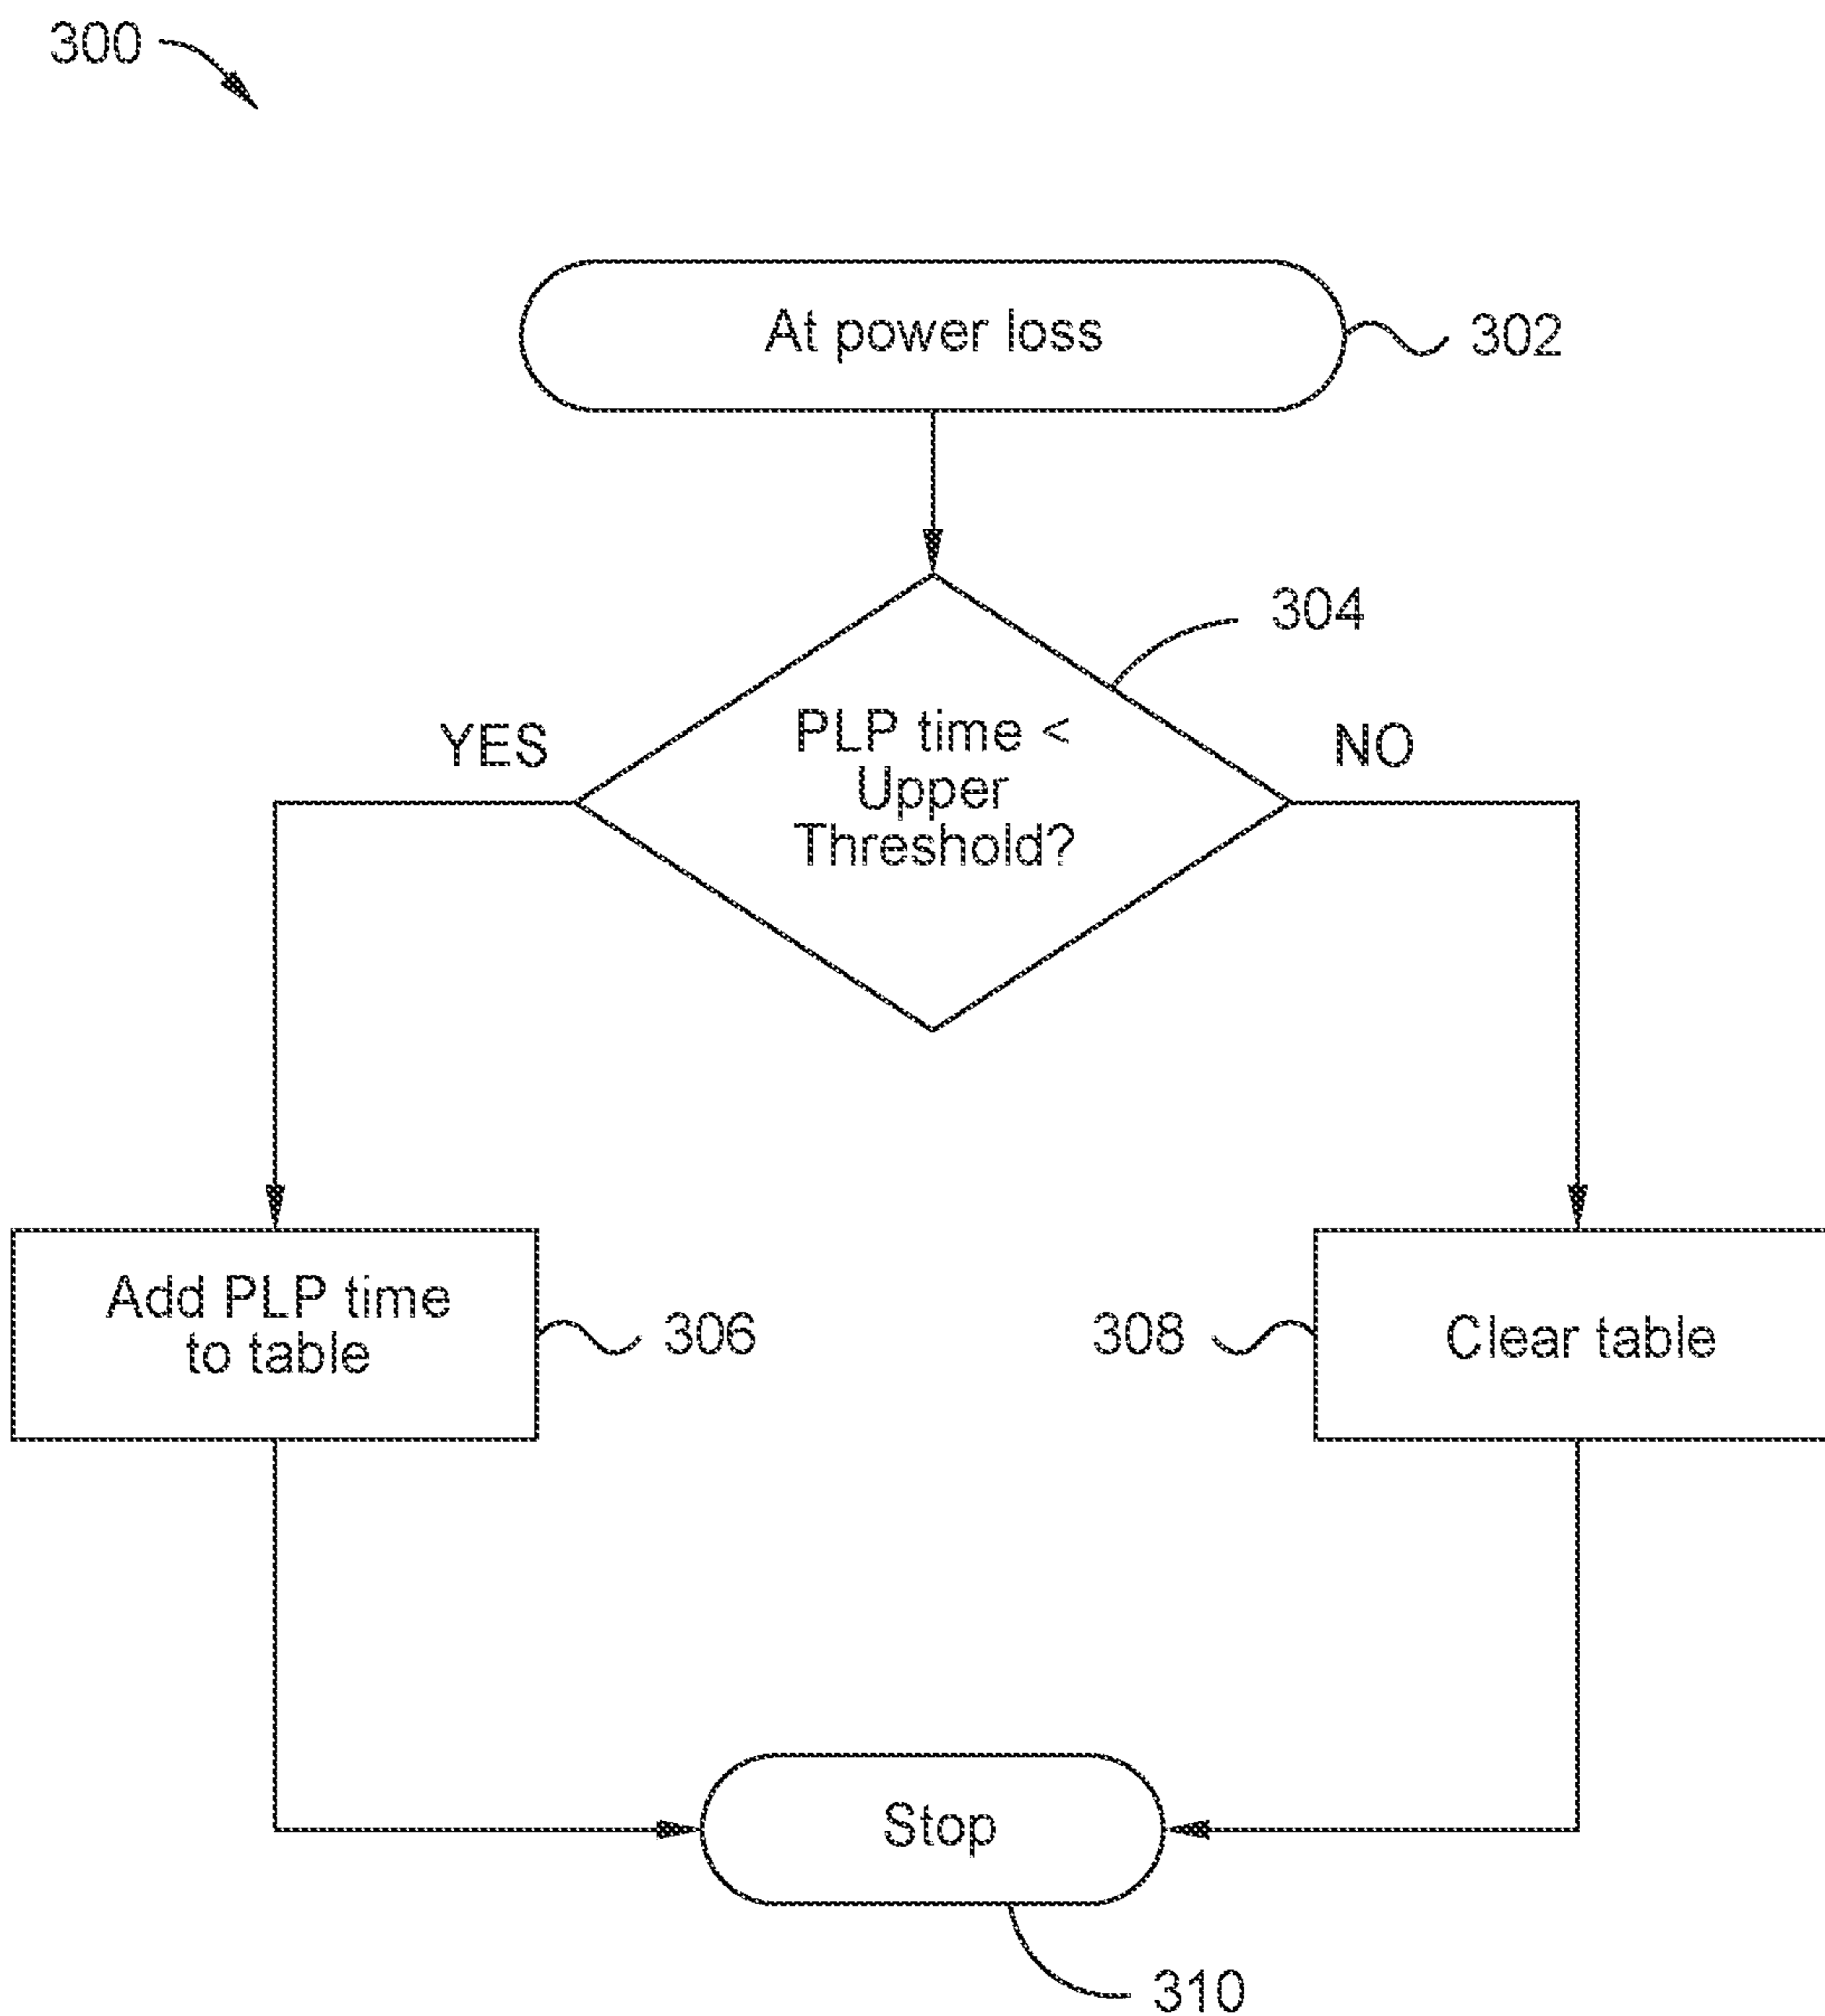 300
At power loss
302
304
YES
PLP time <
Upper
Threshold?
NO
Add PLP time
to table
306
308
Clear table
Stop
310